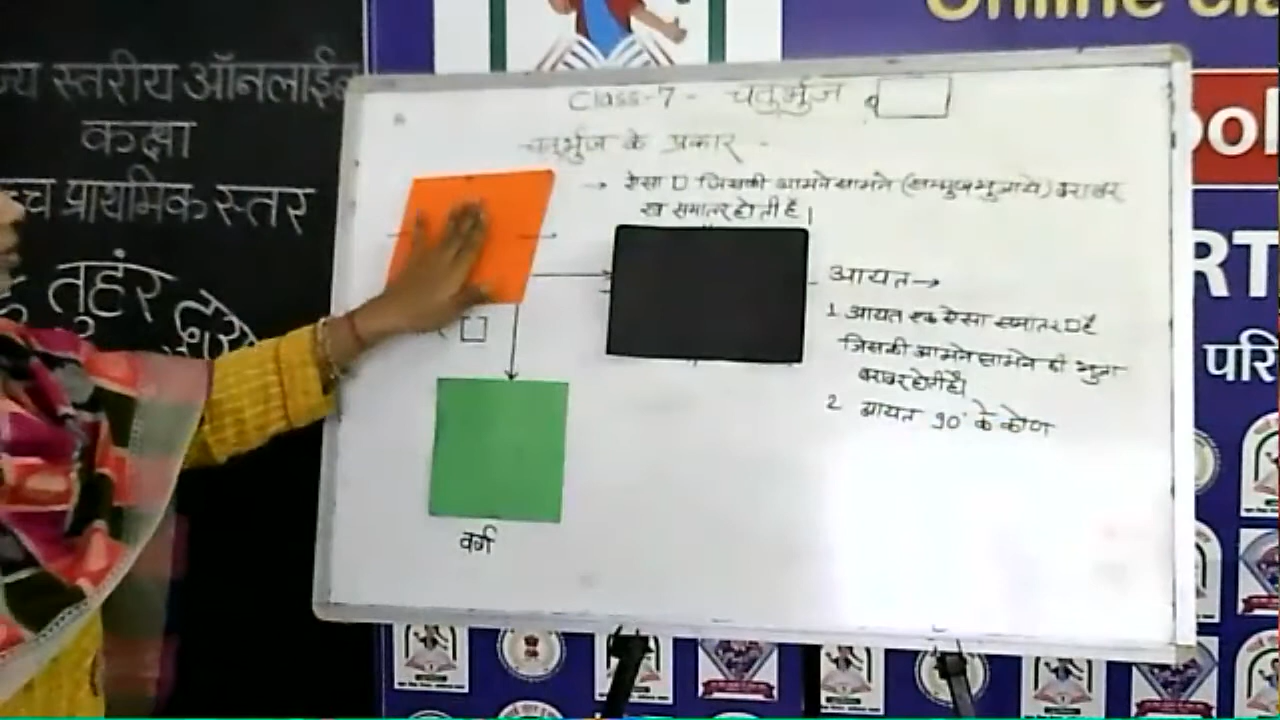 Online cla
ज्य स्तरीय ऑनलाईन
कक्षा
च्च प्राथमिक स्तर
तुहंर
Class-7 - चतुर्भुज
चतुर्भुज के प्रकार -
→ ऐसा □ जिसकी आमने सामने (सम्मुख भुजाये) बराबर
समान्तर होती है।
आयत →
1. आयत एक ऐसा समान्तर □ है
जिसकी आमने सामने की भुजा
बराबर होती है।
2. आयत 90° के कोण
वर्ग
ool
RT
परि